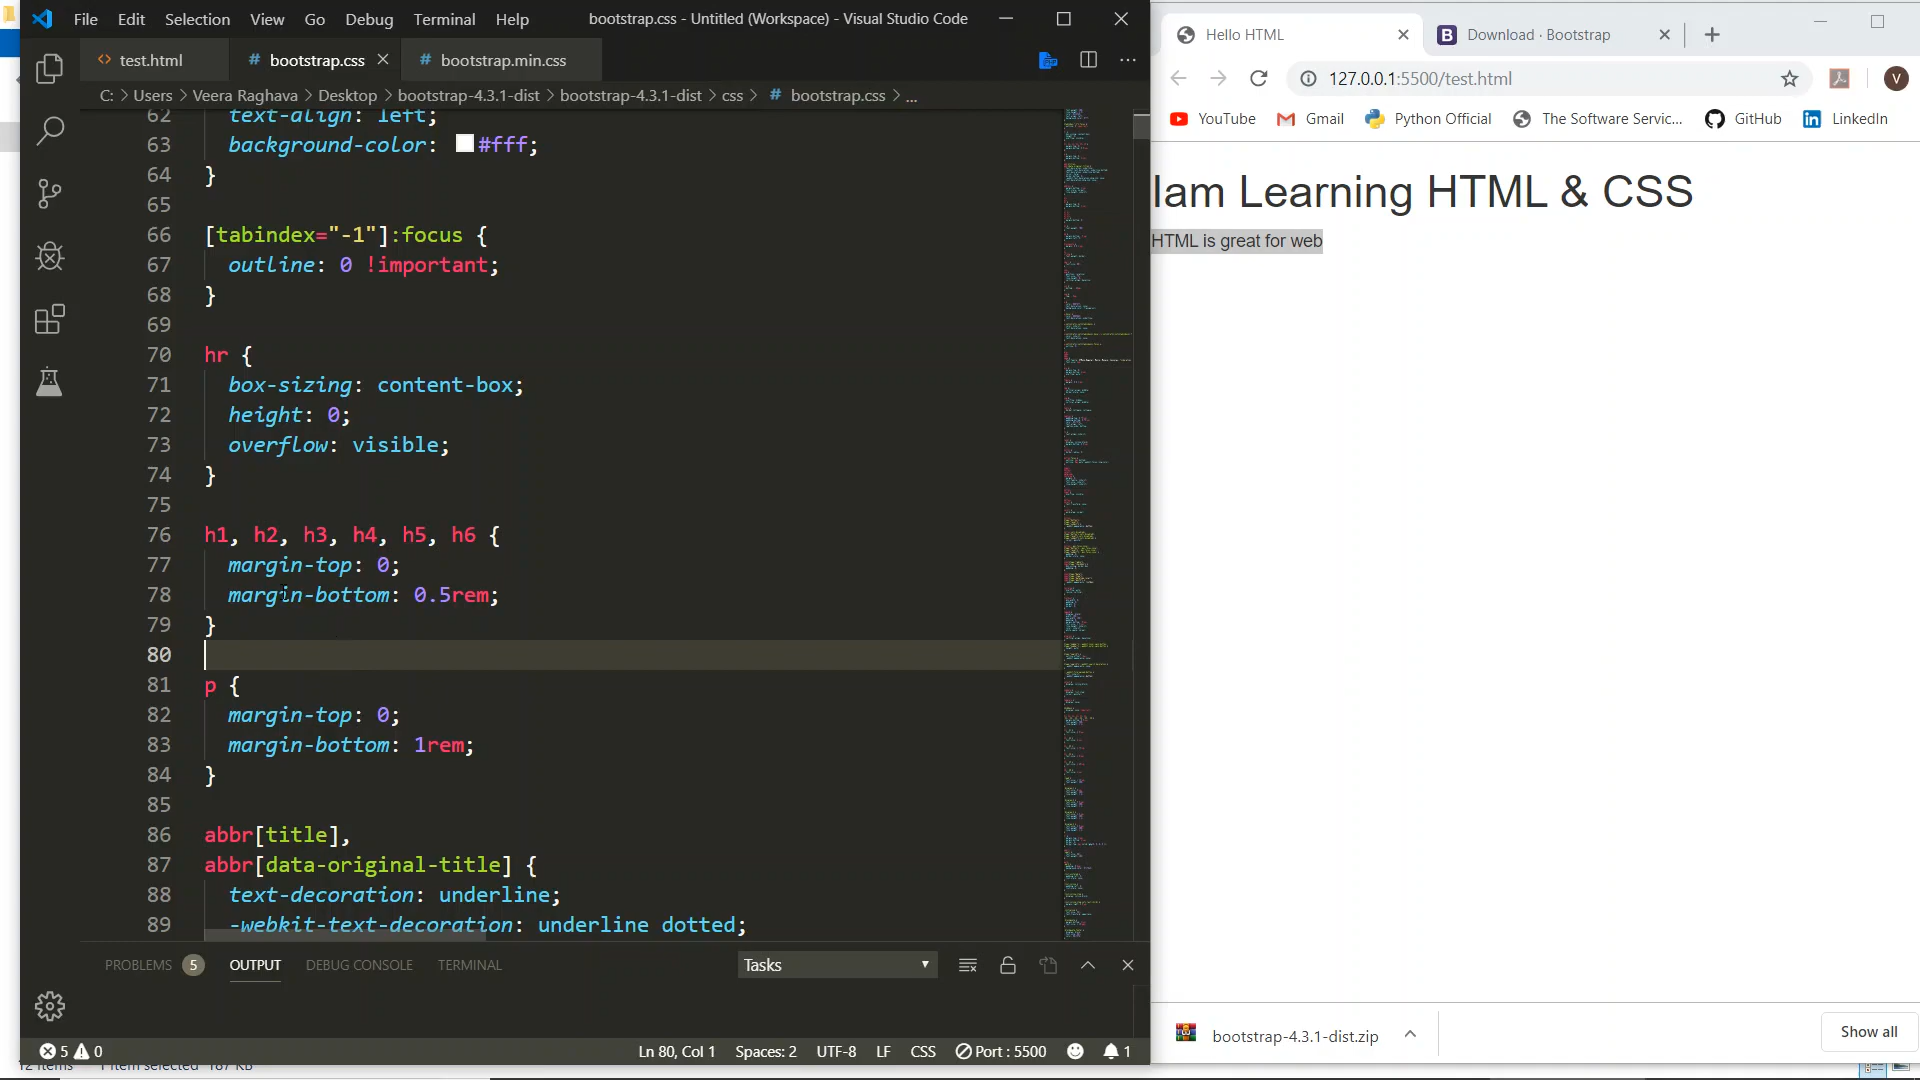 File Edit Selection View Go Debug Terminal Help
bootstrap.css - Untitled (Workspace) - Visual Studio Code
test.html
# bootstrap.css
# bootstrap.min.css
C: > Users > Veera Raghava > Desktop > bootstrap-4.3.1-dist > bootstrap-4.3.1-dist > css > # bootstrap.css > ...
62 text-align: left;
63 background-color: #fff;
64 }
65
66 [tabindex="-1"]:focus {
67 outline: 0 !important;
68 }
69
70 hr {
71 box-sizing: content-box;
72 height: 0;
73 overflow: visible;
74 }
75
76 h1, h2, h3, h4, h5, h6 {
77 margin-top: 0;
78 margin-bottom: 0.5rem;
79 }
80
81 p {
82 margin-top: 0;
83 margin-bottom: 1rem;
84 }
85
86 abbr[title],
87 abbr[data-original-title] {
88 text-decoration: underline;
89 -webkit-text-decoration: underline dotted;
PROBLEMS 5 OUTPUT DEBUG CONSOLE TERMINAL
Tasks
5 0
Ln 80, Col 1 Spaces: 2 UTF-8 LF CSS Port : 5500 1
12 items 1 item selected 187 KB
Hello HTML
B Download · Bootstrap
127.0.0.1:5500/test.html
V
YouTube Gmail Python Official The Software Servic... GitHub LinkedIn
Iam Learning HTML & CSS
HTML is great for web
bootstrap-4.3.1-dist.zip
Show all